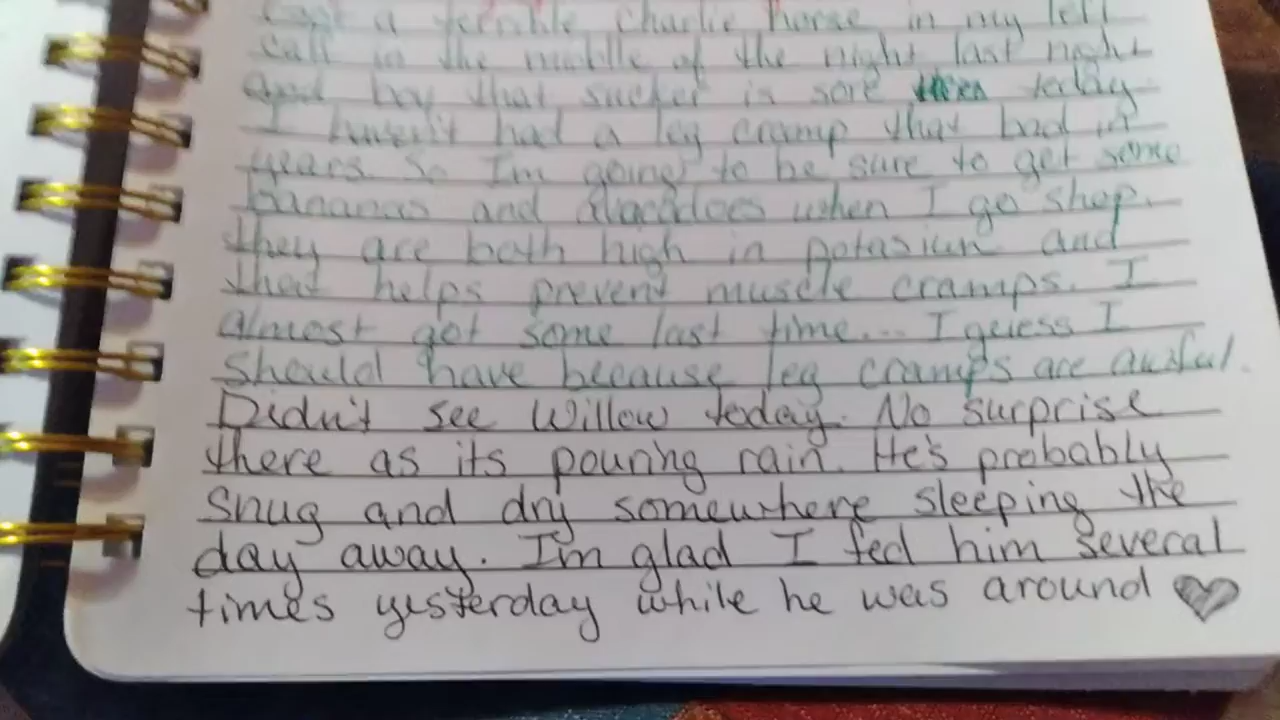 Got a terrible Charlie horse in my left
calf in the middle of the night last night
and boy that sucker is sore today
I haven't had a leg cramp that bad in
years. So I'm going to be sure to get some
bananas and avacadoes when I go shop.
they are both high in potasium and
that helps prevent muscle cramps. I
almost got some last time.... I guess I
should have because leg cramps are awful.
Didn't see Willow today. No surprise
there as its pouring rain. He's probably
snug and dry somewhere sleeping the
day away. I'm glad I fed him several
times yesterday while he was around